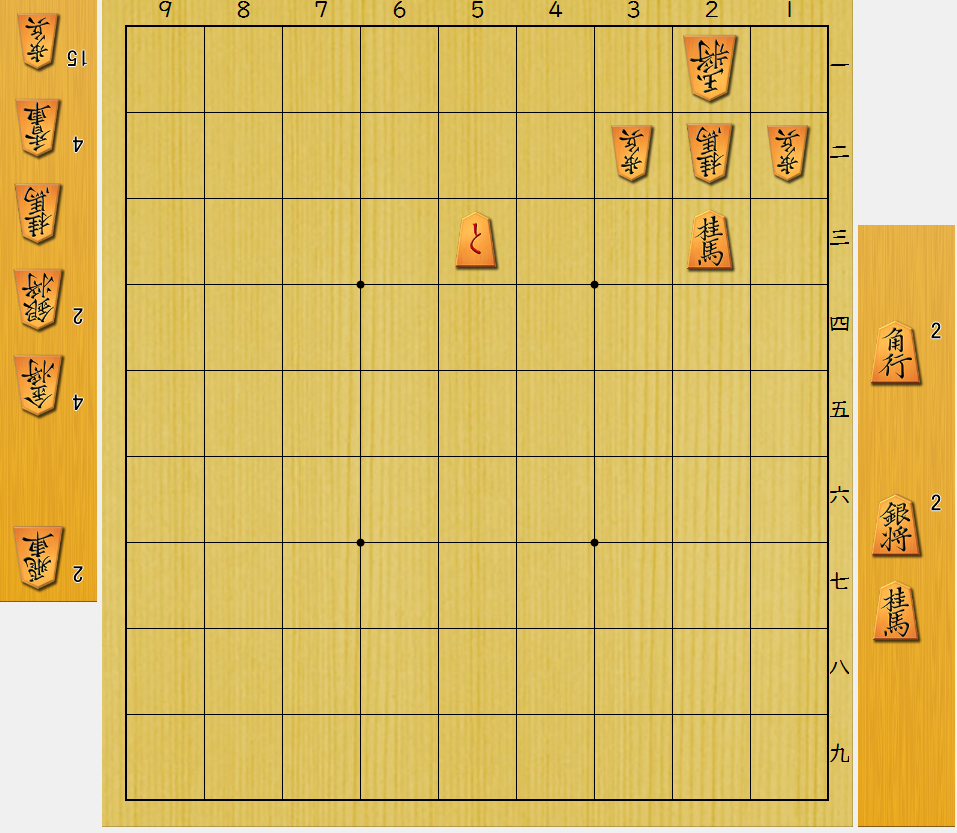 9 8 7 6 5 4 3 2 1
歩兵 15
香車 4
桂馬
銀将 2
金将 4
飛車 2
玉将 一
歩兵 桂馬 歩兵 二
と 桂馬 三
四
五
六
七
八
九
角行 2
銀将 2
桂馬